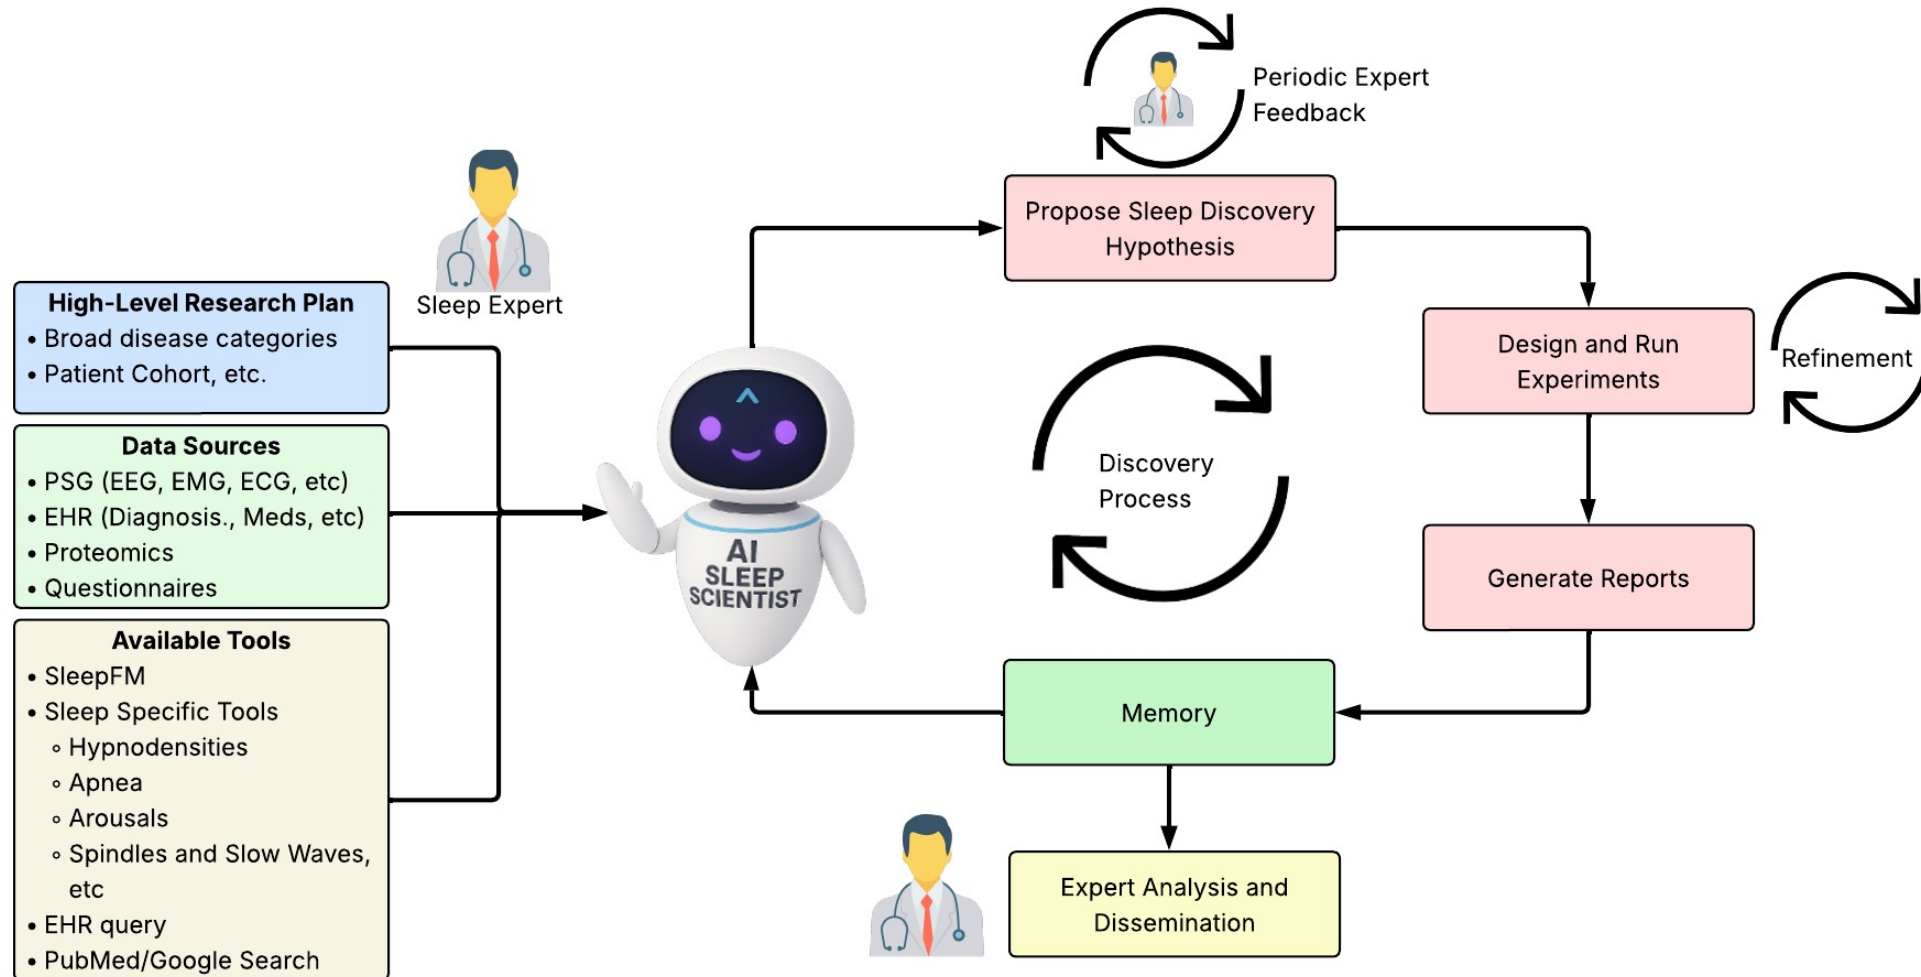 Periodic Expert
Feedback
Sleep Expert
High-Level Research Plan
• Broad disease categories
• Patient Cohort, etc.
Data Sources
• PSG (EEG, EMG, ECG, etc)
• EHR (Diagnosis., Meds, etc)
• Proteomics
• Questionnaires
Available Tools
• SleepFM
• Sleep Specific Tools
∘ Hypnodensities
∘ Apnea
∘ Arousals
∘ Spindles and Slow Waves,
etc
• EHR query
• PubMed/Google Search
AI
SLEEP
SCIENTIST
Propose Sleep Discovery
Hypothesis
Design and Run
Experiments
Refinement
Discovery
Process
Generate Reports
Memory
Expert Analysis and
Dissemination